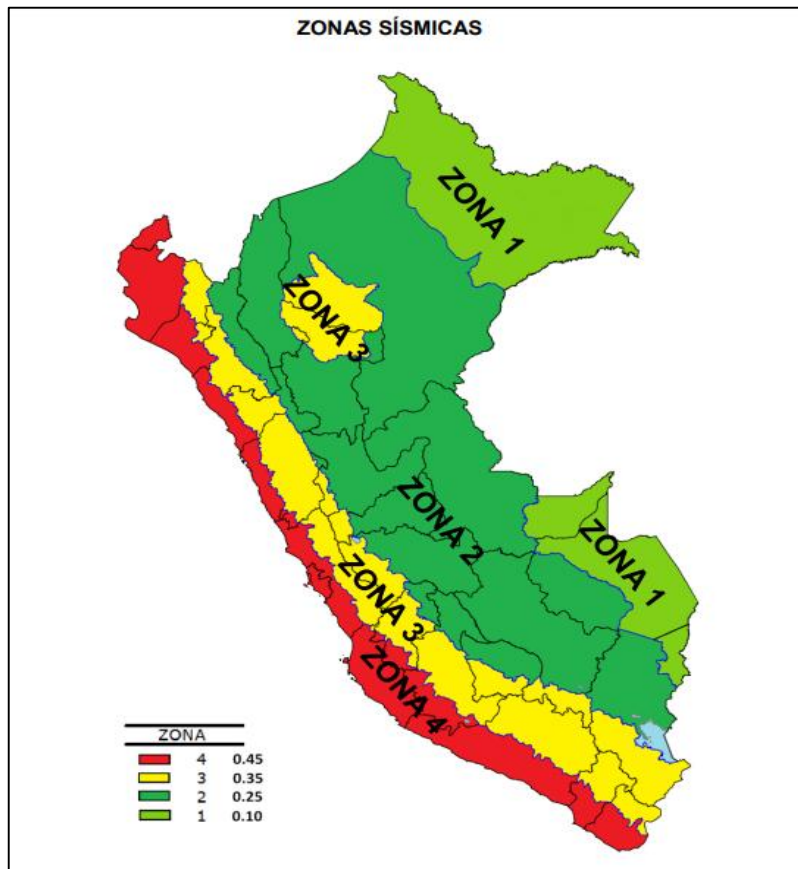 ZONAS SÍSMICAS
ZONA 1
ZONA 3
ZONA 2
ZONA 1
ZONA 3
ZONA 4
ZONA
4 0.45
3 0.35
2 0.25
1 0.10